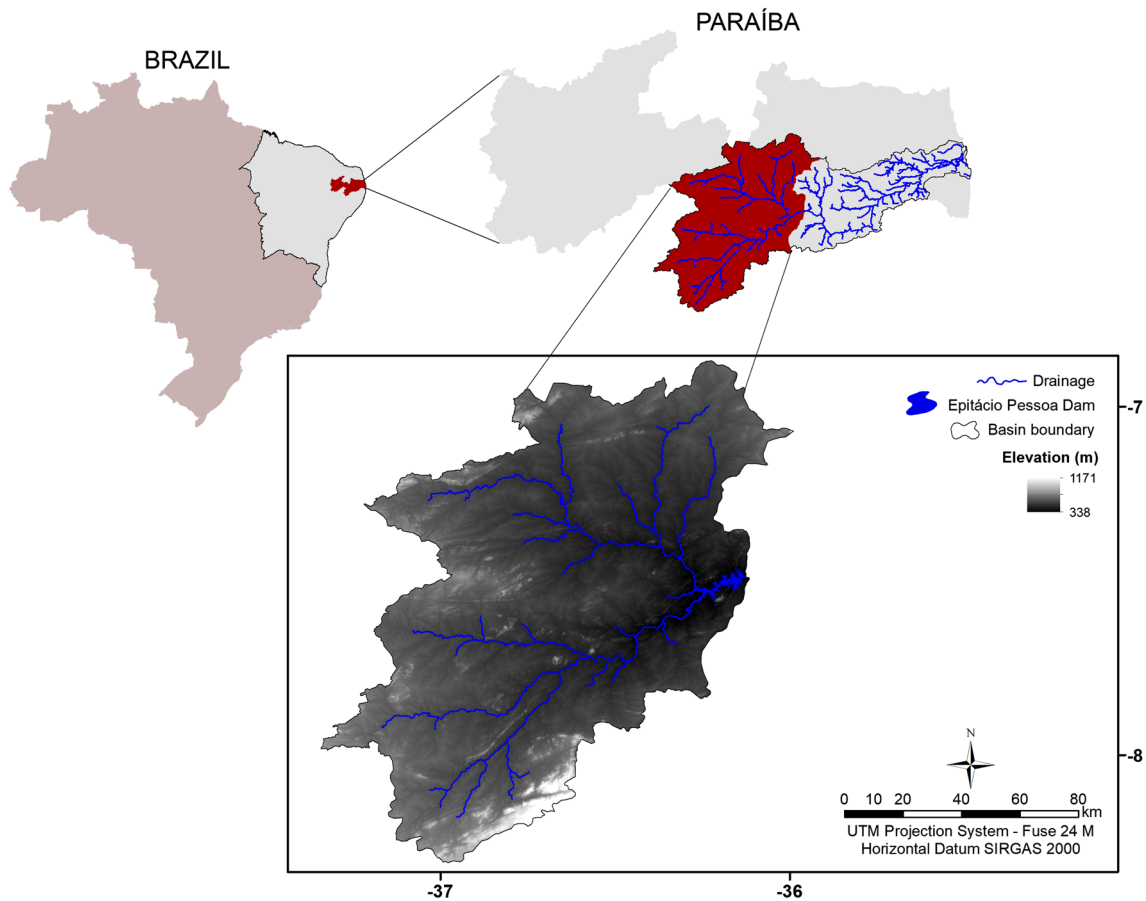 PARAÍBA
BRAZIL
Drainage
Epitácio Pessoa Dam
Basin boundary
Elevation (m)
1171
338
-7
-8
N
0 10 20 40 60 80
km
UTM Projection System - Fuse 24 M
Horizontal Datum SIRGAS 2000
-37 -36